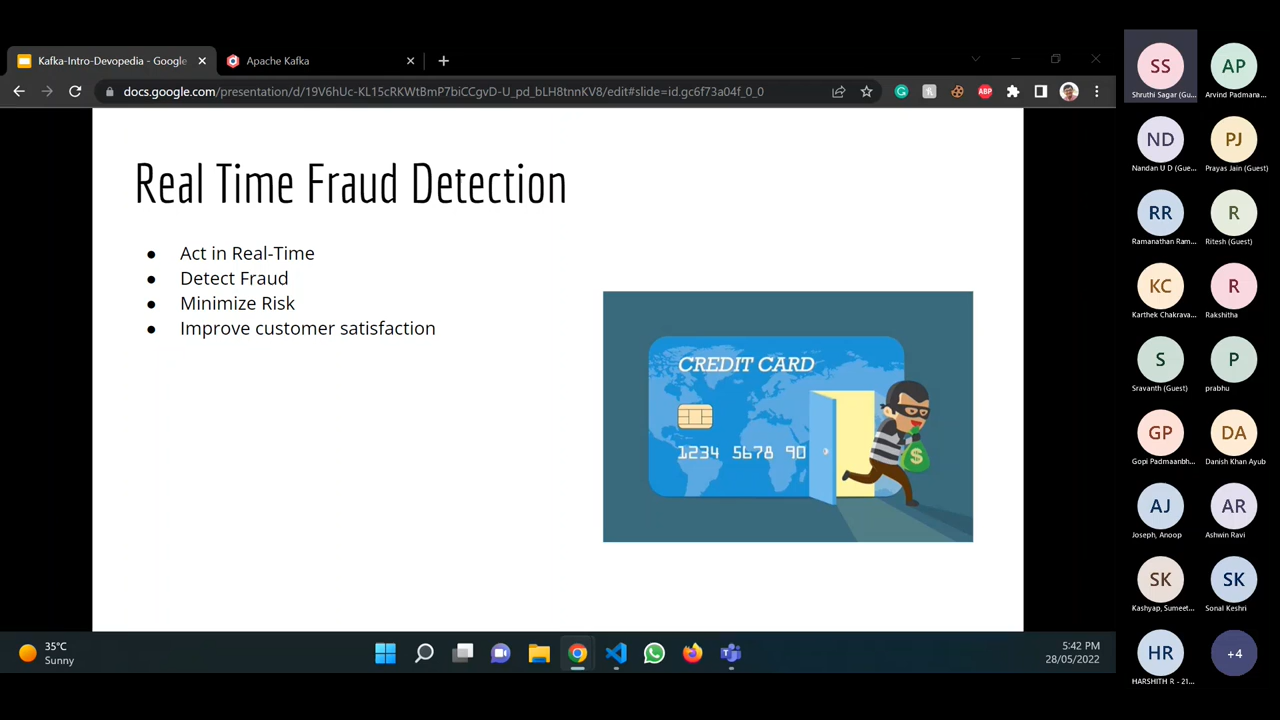 Kafka-Intro-Devopedia - Google
Apache Kafka
docs.google.com/presentation/d/19V6hUc-KL15cRKWtBmP7biCCgvD-U_pd_bLH8tnnKV8/edit#slide=id.gc6f73a04f_0_0
ABP
Real Time Fraud Detection
● Act in Real-Time
● Detect Fraud
● Minimize Risk
● Improve customer satisfaction
CREDIT CARD
1234 5678 90
$
35°C
Sunny
5:42 PM
28/05/2022
SS
Shruthi Sagar (Gu...
AP
Arvind Padmana...
ND
Nandan U D (Gue...
PJ
Prayas Jain (Guest)
RR
Ramanathan Ram...
R
Ritesh (Guest)
KC
Karthek Chakrava...
R
Rakshitha
S
Sravanth (Guest)
P
prabhu
GP
Gopi Padmaanbh...
DA
Danish Khan Ayub
AJ
Joseph, Anoop
AR
Ashwin Ravi
SK
Kashyap, Sumeet...
SK
Sonal Keshri
HR
HARSHITH R - 21...
+4